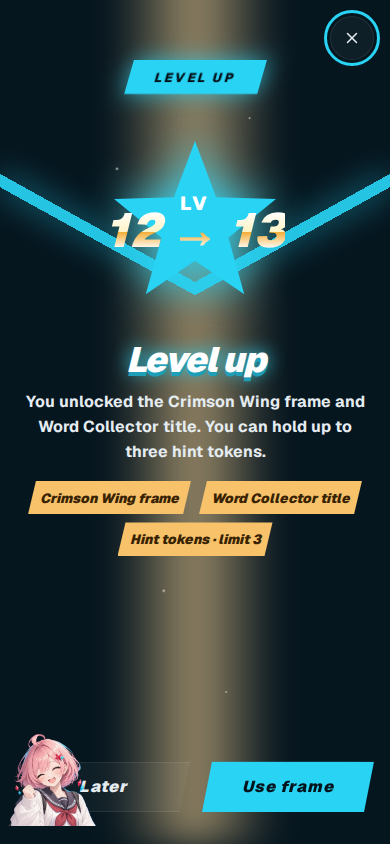 LEVEL UP
LV
12 → 13
Level up
You unlocked the Crimson Wing frame and
Word Collector title. You can hold up to
three hint tokens.
Crimson Wing frame
Word Collector title
Hint tokens · limit 3
Later
Use frame